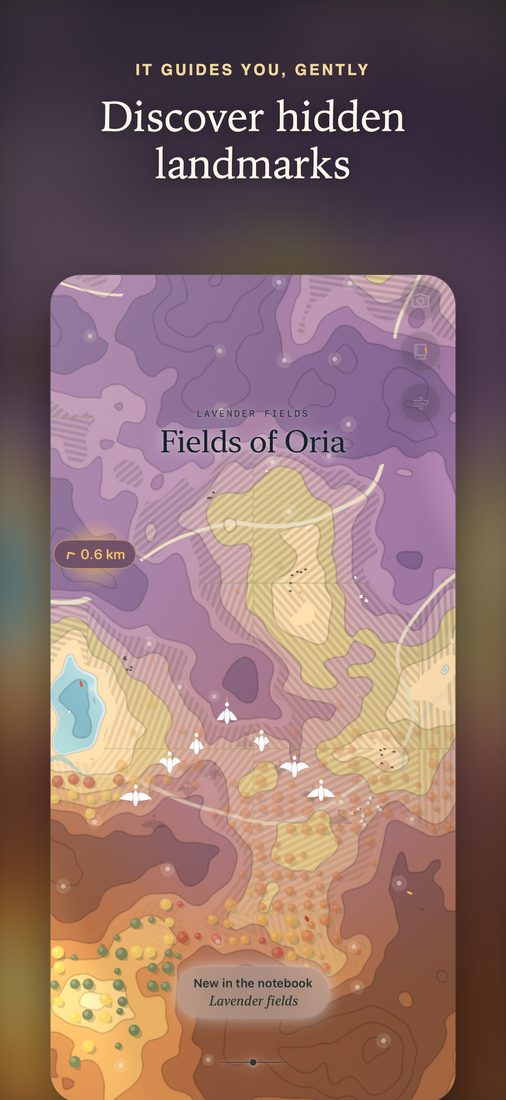 IT GUIDES YOU, GENTLY
Discover hidden
landmarks
LAVENDER FIELDS
Fields of Oria
0.6 km
New in the notebook
Lavender fields